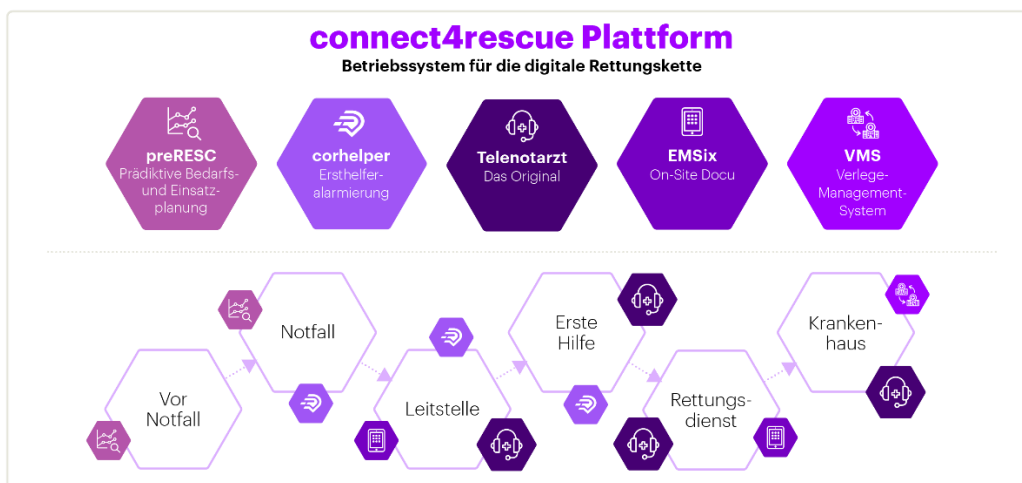 connect4rescue Plattform
Betriebssystem für die digitale Rettungskette
preRESC
Prädiktive Bedarfs-
und Einsatz-
planung
corhelper
Ersthelfer-
alarmierung
Telenotarzt
Das Original
EMSix
On-Site Docu
VMS
Verlege-
Management-
System
Vor
Notfall
Notfall
Leitstelle
Erste
Hilfe
Rettungs-
dienst
Kranken-
haus